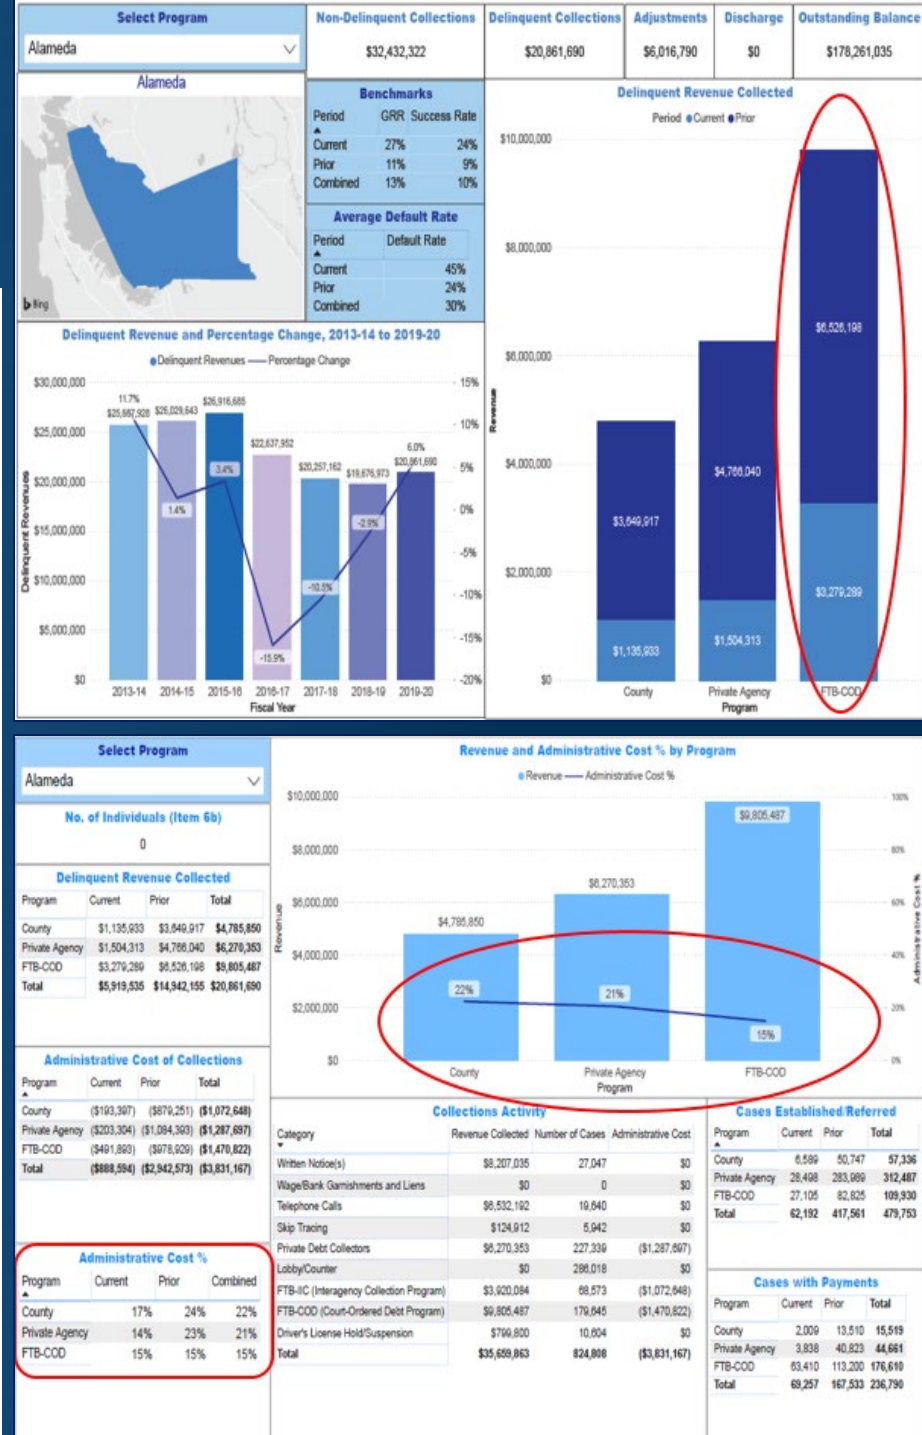 Select Program
Alameda
Non-Delinquent Collections
$32,432,322
Delinquent Collections
$20,861,690
Adjustments
$6,016,790
Discharge
$0
Outstanding Balance
$178,261,035
Alameda
Bing
Benchmarks
Period GRR Success Rate
Current 27% 24%
Prior 11% 9%
Combined 13% 10%
Average Default Rate
Period Default Rate
Current 45%
Prior 24%
Combined 30%
Delinquent Revenue Collected
Period Current Prior
$10,000,000
$8,000,000
$6,000,000
$4,000,000
$2,000,000
$0
Revenue
$3,649,917
$1,135,933
$4,766,040
$1,504,313
$6,526,198
$3,279,289
County Private Agency FTB-COD
Program
Delinquent Revenue and Percentage Change, 2013-14 to 2019-20
Delinquent Revenues Percentage Change
$30,000,000
$25,000,000
$20,000,000
$15,000,000
$10,000,000
$5,000,000
$0
Delinquent Revenues
11.7%
$26,029,643
$26,916,685
$22,637,952
$20,257,162
$19,676,973
6.0%
$20,861,690
1.4%
3.4%
-15.9%
-10.5%
-2.9%
15%
10%
5%
0%
-5%
-10%
-15%
-20%
2013-14 2014-15 2015-16 2016-17 2017-18 2018-19 2019-20
Fiscal Year
Select Program
Alameda
No. of Individuals (Item 6b)
0
Delinquent Revenue Collected
Program Current Prior Total
County $1,135,933 $3,649,917 $4,785,850
Private Agency $1,504,313 $4,766,040 $6,270,353
FTB-COD $3,279,289 $6,526,198 $9,805,487
Total $5,919,535 $14,942,155 $20,861,690
Administrative Cost of Collections
Program Current Prior Total
County ($193,397) ($879,251) ($1,072,648)
Private Agency ($203,304) ($1,084,393) ($1,287,697)
FTB-COD ($491,893) ($978,929) ($1,470,822)
Total ($888,594) ($2,942,573) ($3,831,167)
Administrative Cost %
Program Current Prior Combined
County 17% 24% 22%
Private Agency 14% 23% 21%
FTB-COD 15% 15% 15%
Revenue and Administrative Cost % by Program
Revenue Administrative Cost %
$10,000,000
$8,000,000
$6,000,000
$4,000,000
$2,000,000
$0
Revenue
$4,785,850
$6,270,353
$9,805,487
22%
21%
15%
100%
80%
60%
40%
20%
0%
Administrative Cost %
County Private Agency FTB-COD
Program
Collections Activity
Category Revenue Collected Number of Cases Administrative Cost
Written Notice(s) $8,207,035 27,047 $0
Wage/Bank Garnishments and Liens $0 0 $0
Telephone Calls $6,532,192 19,640 $0
Skip Tracing $124,912 5,942 $0
Private Debt Collectors $6,270,353 227,339 ($1,287,697)
Lobby/Counter $0 286,018 $0
FTB-IIC (Interagency Collection Program) $3,920,084 68,573 ($1,072,648)
FTB-COD (Court-Ordered Debt Program) $9,805,487 179,645 ($1,470,822)
Driver's License Hold/Suspension $799,800 10,604 $0
Total $35,659,863 824,808 ($3,831,167)
Cases Established/Referred
Program Current Prior Total
County 6,589 50,747 57,336
Private Agency 28,498 283,989 312,487
FTB-COD 27,105 82,825 109,930
Total 62,192 417,561 479,753
Cases with Payments
Program Current Prior Total
County 2,009 13,510 15,519
Private Agency 3,838 40,823 44,661
FTB-COD 63,410 113,200 176,610
Total 69,257 167,533 236,790